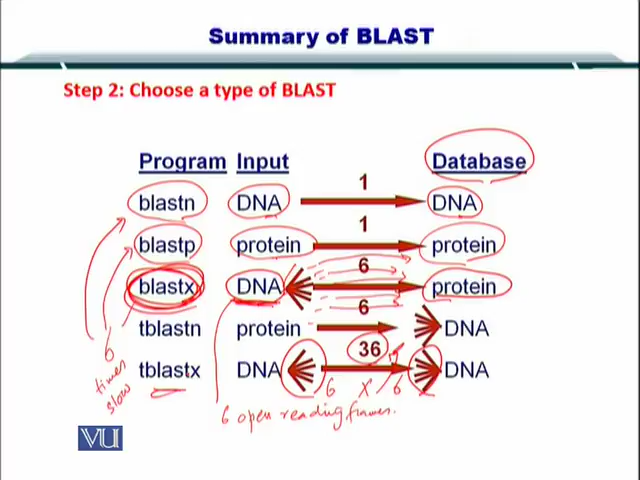 Summary of BLAST
Step 2: Choose a type of BLAST
Program Input Database
1
blastn DNA DNA
1
blastp protein protein
6
blastx DNA protein
6
tblastn protein DNA
36
tblastx DNA DNA
6 X 6
6 times slow
6 open reading frames.
VU